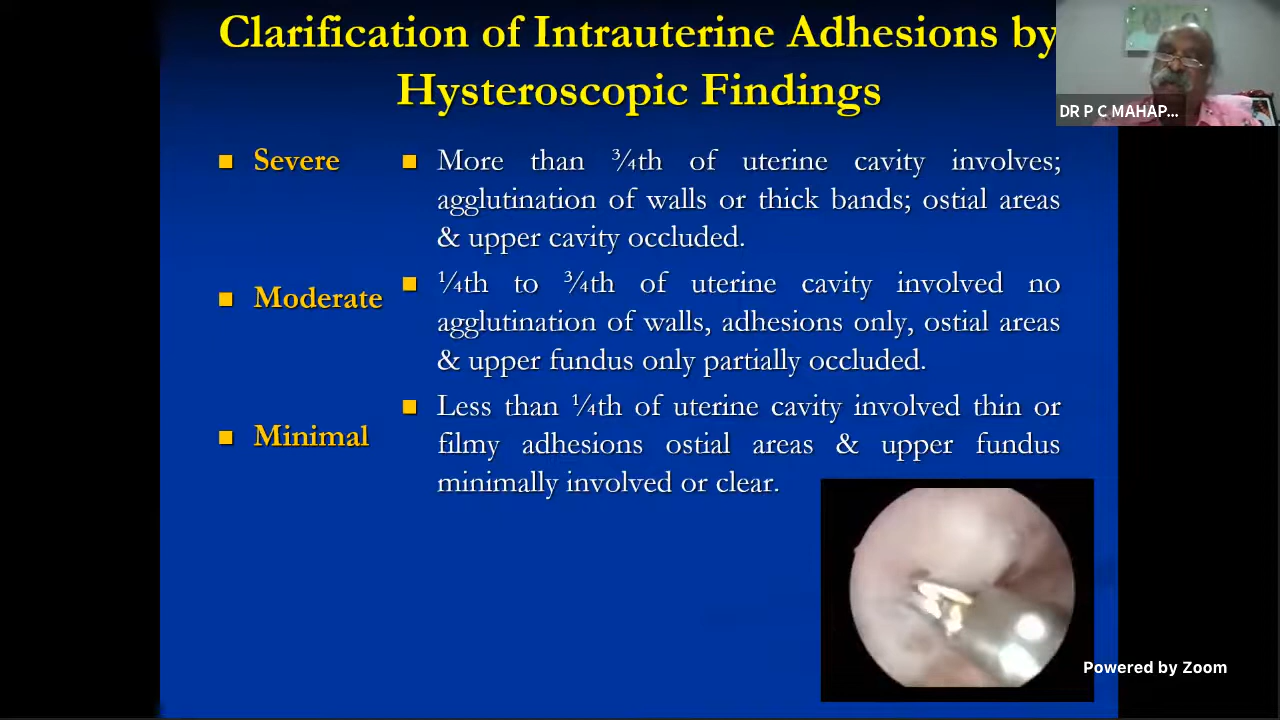 Clarification of Intrauterine Adhesions by
Hysteroscopic Findings
DR P C MAHAP...
■ Severe
■ More than ¾th of uterine cavity involves;
agglutination of walls or thick bands; ostial areas
& upper cavity occluded.
■ Moderate
■ ¼th to ¾th of uterine cavity involved no
agglutination of walls, adhesions only, ostial areas
& upper fundus only partially occluded.
■ Minimal
■ Less than ¼th of uterine cavity involved thin or
filmy adhesions ostial areas & upper fundus
minimally involved or clear.
Powered by Zoom